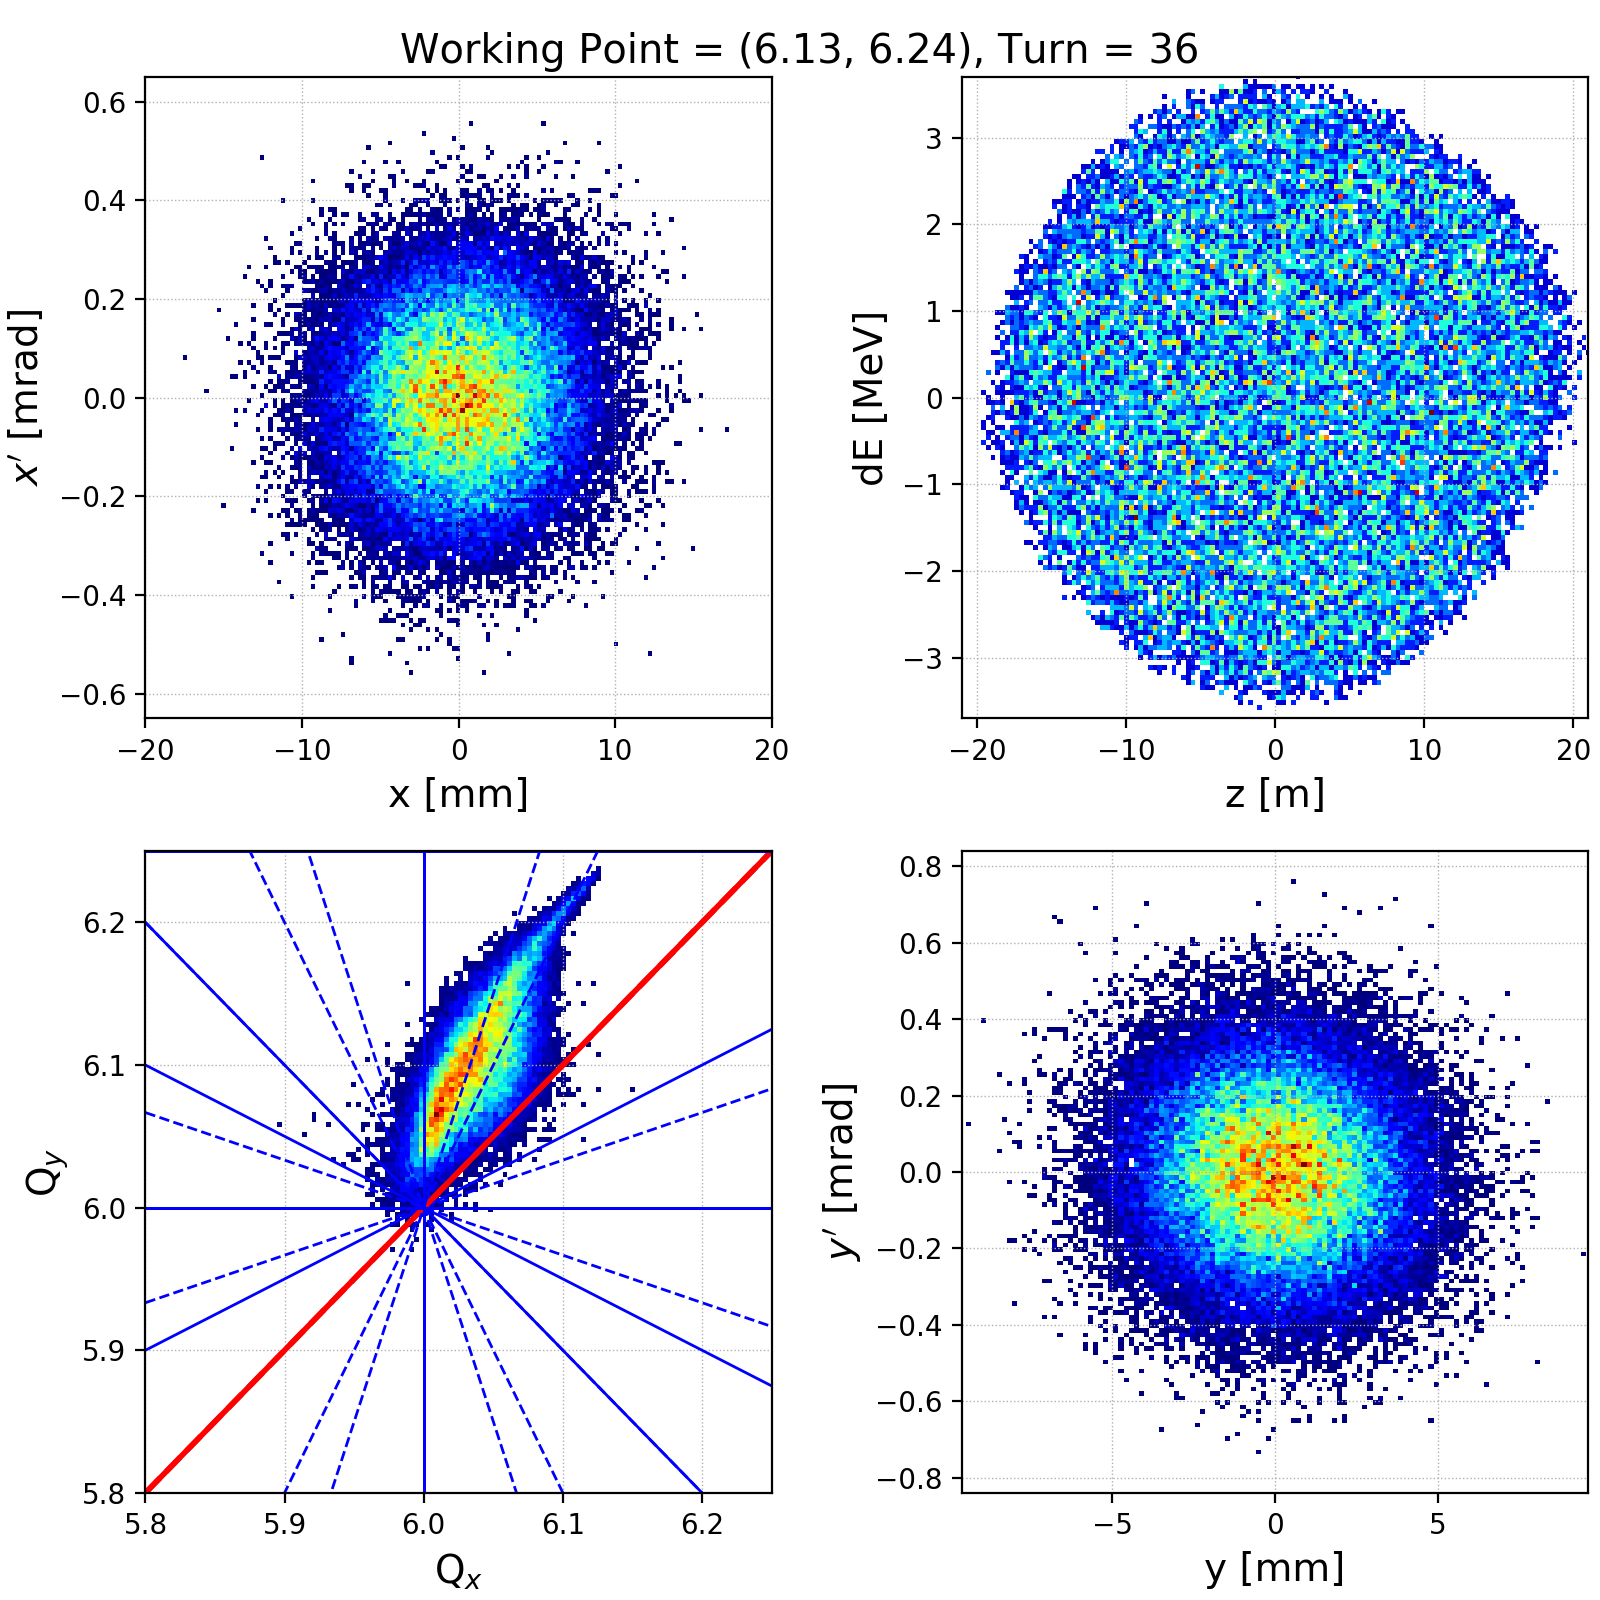 Working Point = (6.13, 6.24), Turn = 36
0.6
0.4
0.2
0.0
−0.2
−0.4
−0.6
x′ [mrad]
−20 −10 0 10 20
x [mm]
3
2
1
0
−1
−2
−3
dE [MeV]
−20 −10 0 10 20
z [m]
6.2
6.1
6.0
5.9
5.8
Qy
5.8 5.9 6.0 6.1 6.2
Qx
0.8
0.6
0.4
0.2
0.0
−0.2
−0.4
−0.6
−0.8
y′ [mrad]
−5 0 5
y [mm]